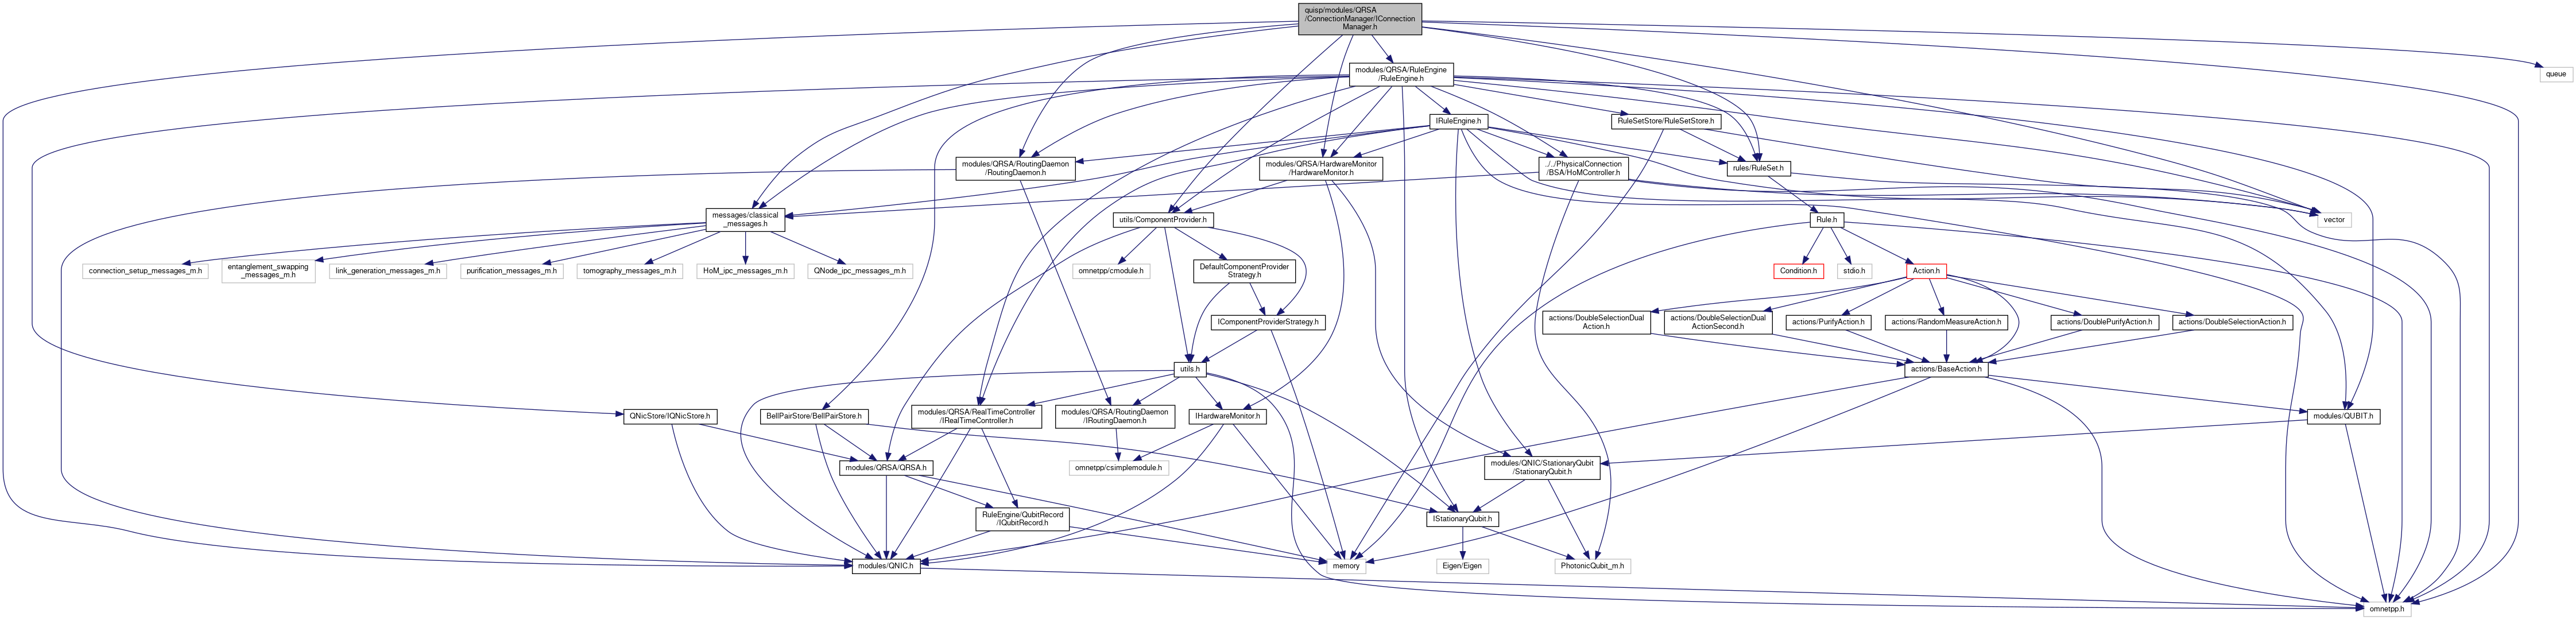 quisp/modules/QRSA
/ConnectionManager/IConnection
Manager.h
queue
modules/QRSA/RuleEngine
/RuleEngine.h
IRuleEngine.h
RuleSetStore/RuleSetStore.h
modules/QRSA/RoutingDaemon
/RoutingDaemon.h
modules/QRSA/HardwareMonitor
/HardwareMonitor.h
../../PhysicalConnection
/BSA/HoMController.h
rules/RuleSet.h
messages/classical
_messages.h
utils/ComponentProvider.h
Rule.h
vector
connection_setup_messages_m.h
entanglement_swapping
_messages_m.h
link_generation_messages_m.h
purification_messages_m.h
tomography_messages_m.h
HoM_ipc_messages_m.h
QNode_ipc_messages_m.h
omnetpp/cmodule.h
DefaultComponentProvider
Strategy.h
Condition.h
stdio.h
Action.h
IComponentProviderStrategy.h
actions/DoubleSelectionDual
Action.h
actions/DoubleSelectionDual
ActionSecond.h
actions/PurifyAction.h
actions/RandomMeasureAction.h
actions/DoublePurifyAction.h
actions/DoubleSelectionAction.h
utils.h
actions/BaseAction.h
QNicStore/IQNicStore.h
BellPairStore/BellPairStore.h
modules/QRSA/RealTimeController
/IRealTimeController.h
modules/QRSA/RoutingDaemon
/IRoutingDaemon.h
IHardwareMonitor.h
modules/QUBIT.h
modules/QRSA/QRSA.h
omnetpp/csimplemodule.h
modules/QNIC/StationaryQubit
/StationaryQubit.h
RuleEngine/QubitRecord
/IQubitRecord.h
IStationaryQubit.h
modules/QNIC.h
memory
Eigen/Eigen
PhotonicQubit_m.h
omnetpp.h